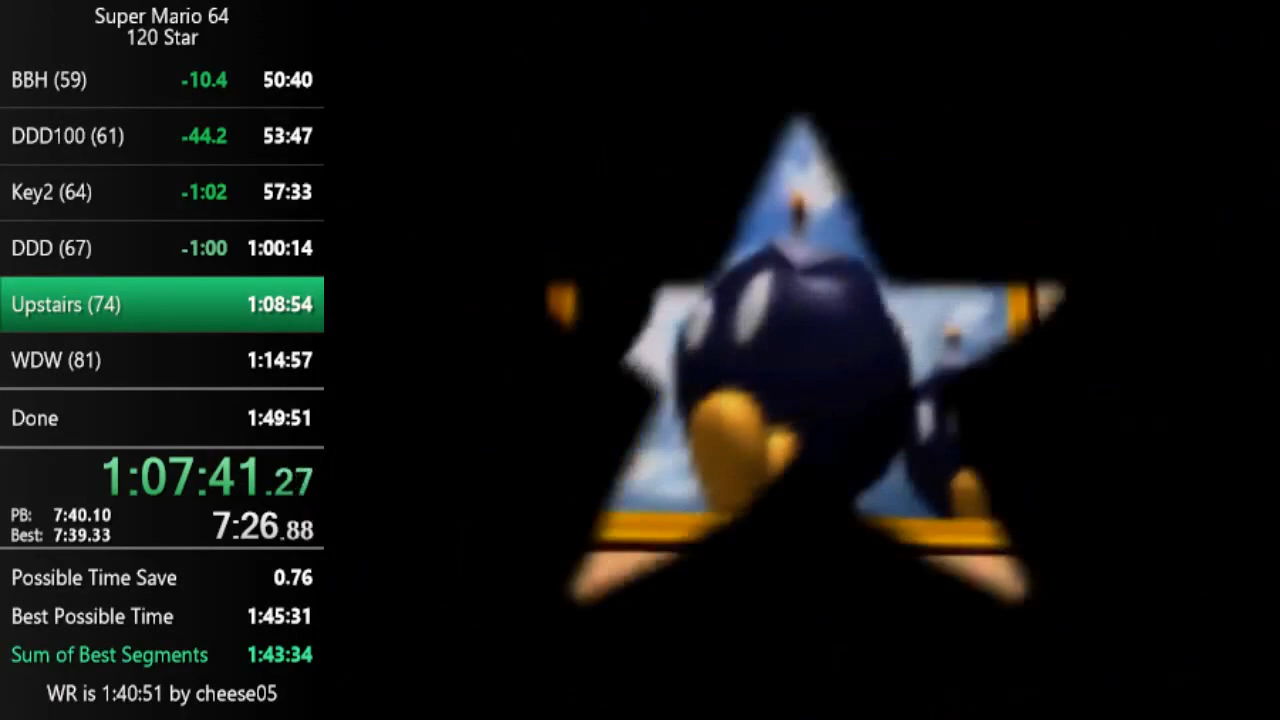 Super Mario 64
120 Star
BBH (59) -10.4 50:40
DDD100 (61) -44.2 53:47
Key2 (64) -1:02 57:33
DDD (67) -1:00 1:00:14
Upstairs (74) 1:08:54
WDW (81) 1:14:57
Done 1:49:51
1:07:41.27
PB: 7:40.10
Best: 7:39.33
7:26.88
Possible Time Save 0.76
Best Possible Time 1:45:31
Sum of Best Segments 1:43:34
WR is 1:40:51 by cheese05